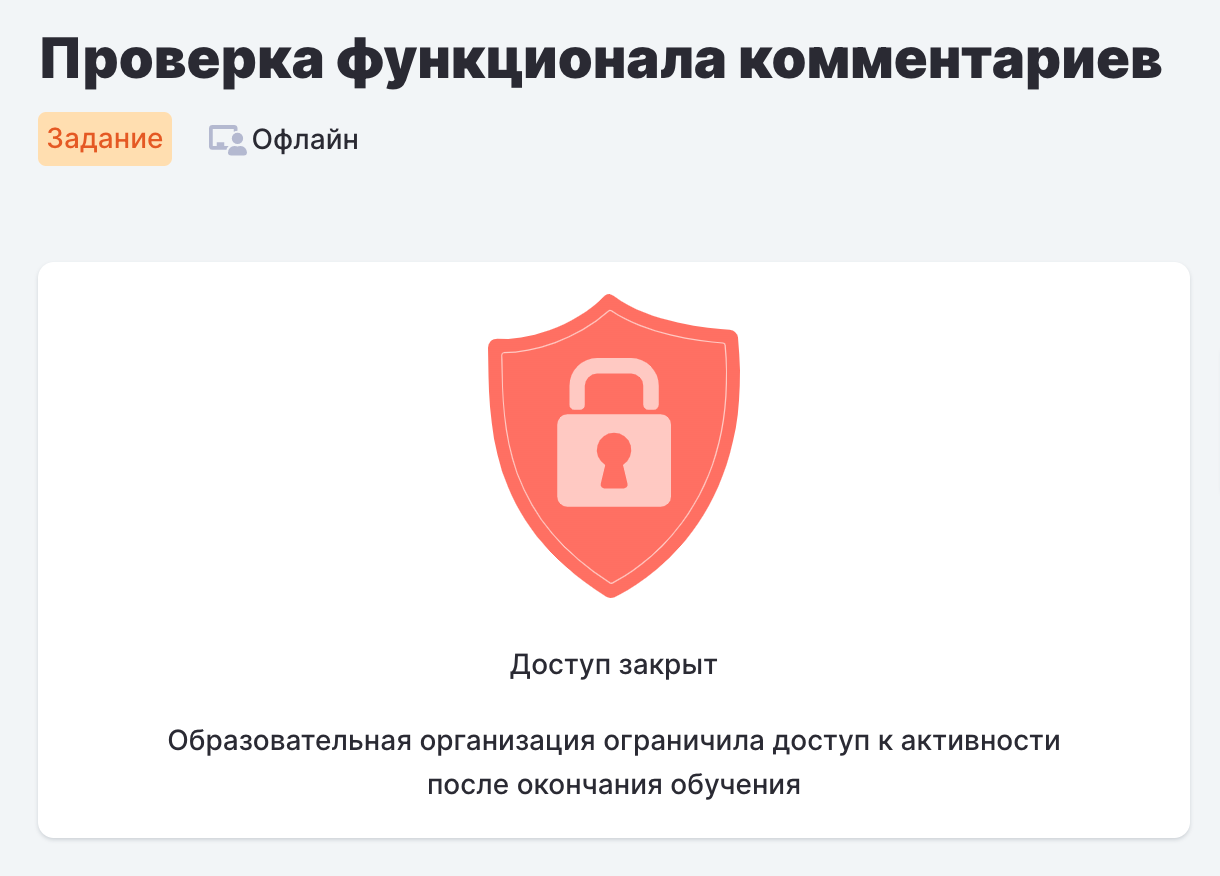 Проверка функционала комментариев
Задание
Офлайн
Доступ закрыт
Образовательная организация ограничила доступ к активности
после окончания обучения